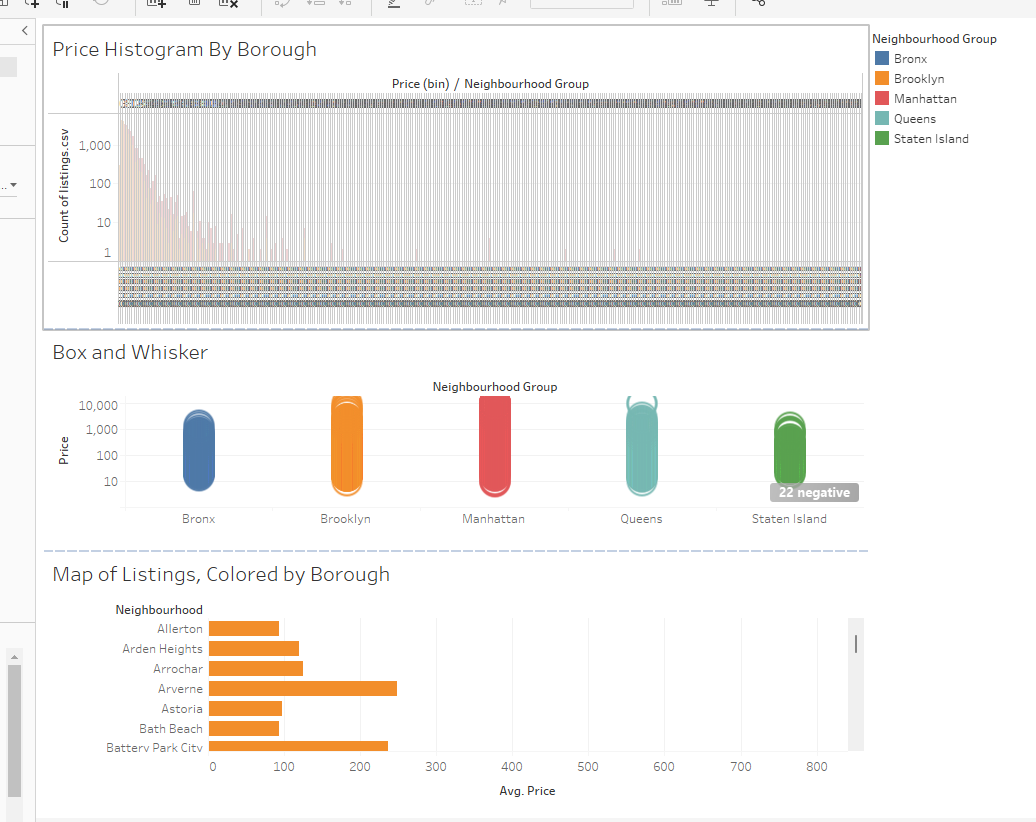 Price Histogram By Borough
Price (bin) / Neighbourhood Group
Count of listings.csv
1,000
100
10
1
Neighbourhood Group
Bronx
Brooklyn
Manhattan
Queens
Staten Island
Box and Whisker
Neighbourhood Group
Price
10,000
1,000
100
10
22 negative
Bronx Brooklyn Manhattan Queens Staten Island
Map of Listings, Colored by Borough
Neighbourhood
Allerton
Arden Heights
Arrochar
Arverne
Astoria
Bath Beach
Battery Park City
0 100 200 300 400 500 600 700 800
Avg. Price